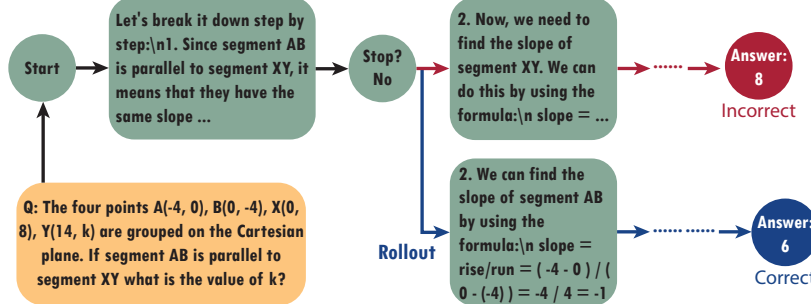 Start
Let's break it down step by
step:\n1. Since segment AB
is parallel to segment XY, it
means that they have the
same slope ...
Stop?
No
2. Now, we need to
find the slope of
segment XY. We can
do this by using the
formula:\n slope = ...
......
Answer:
8
Incorrect
Q: The four points A(-4, 0), B(0, -4), X(0,
8), Y(14, k) are grouped on the Cartesian
plane. If segment AB is parallel to
segment XY what is the value of k?
Rollout
2. We can find the
slope of segment AB
by using the
formula:\n slope =
rise/run = ( -4 - 0 ) / (
0 - (-4) ) = -4 / 4 = -1
...... ......
Answer:
6
Correct